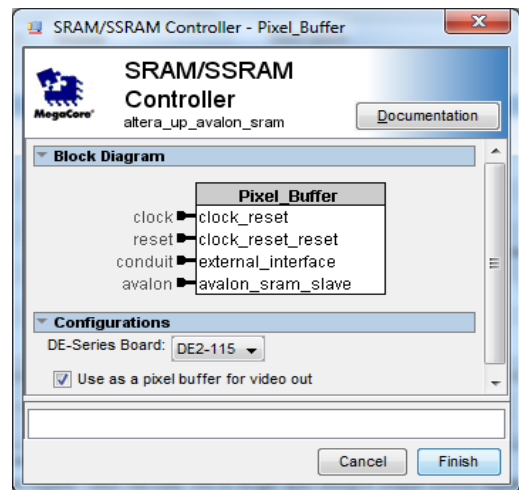 SRAM/SSRAM Controller - Pixel_Buffer
SRAM/SSRAM
Controller
altera_up_avalon_sram
MegaCore®
Documentation
Block Diagram
Pixel_Buffer
clock clock_reset
reset clock_reset_reset
conduit external_interface
avalon avalon_sram_slave
Configurations
DE-Series Board: DE2-115
Use as a pixel buffer for video out
Cancel Finish